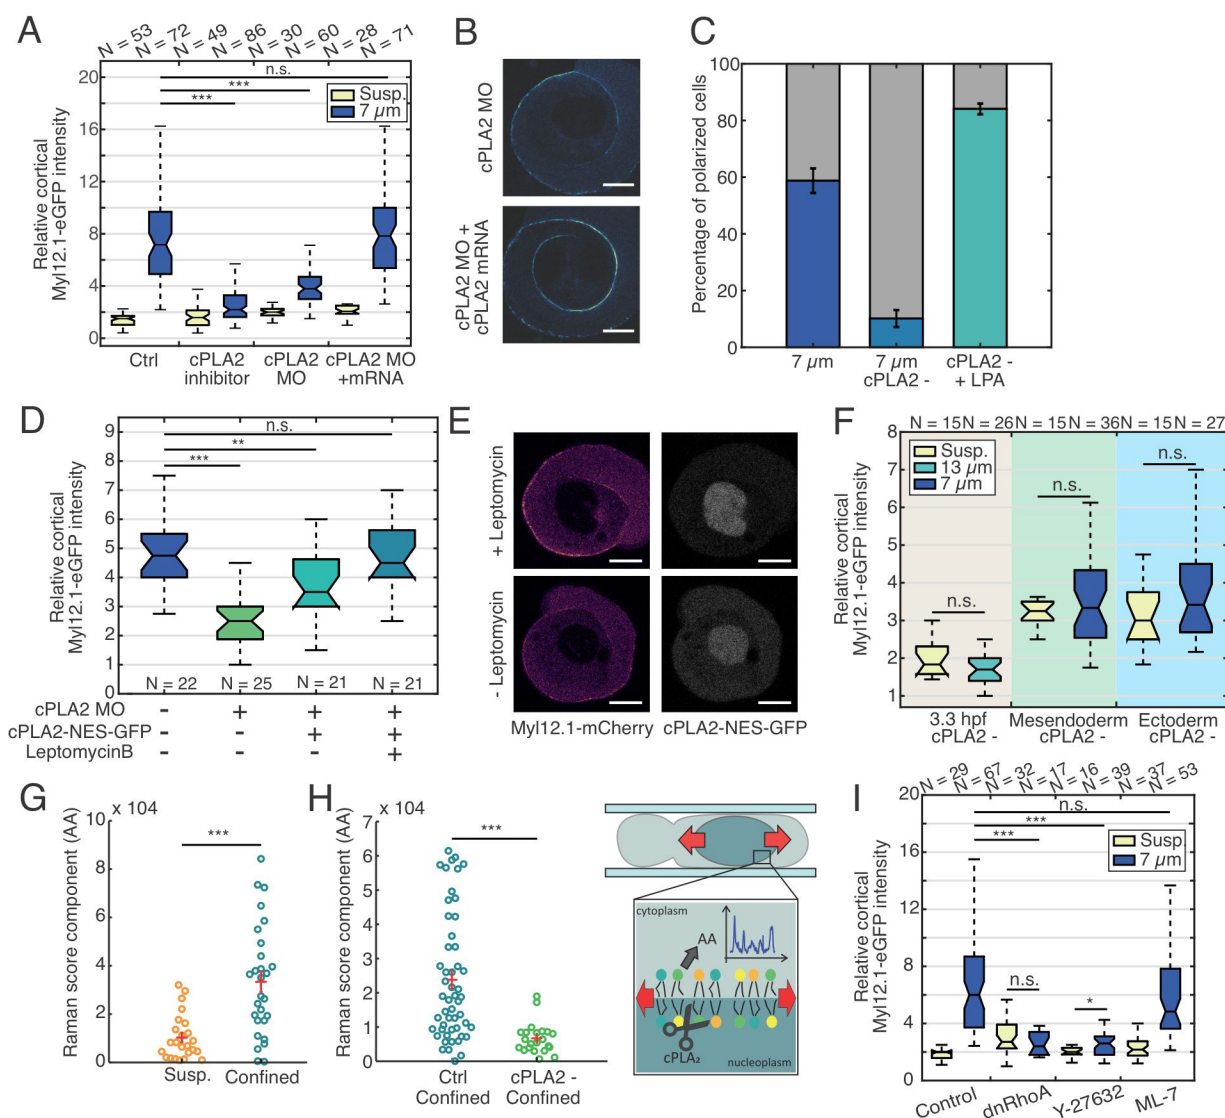 A
N = 53
N = 72
N = 49
N = 86
N = 30
N = 60
N = 28
N = 71
20
16
12
8
4
0
Relative cortical
Myl12.1-eGFP intensity
n.s.
***
***
Susp.
7 µm
Ctrl
cPLA2
inhibitor
cPLA2
MO
cPLA2 MO
+mRNA
B
cPLA2 MO
cPLA2 MO +
cPLA2 mRNA
C
Percentage of polarized cells
100
80
60
40
20
0
7 µm
7 µm
cPLA2 -
cPLA2 -
+ LPA
D
Relative cortical
Myl12.1-eGFP intensity
9
8
7
6
5
4
3
2
1
0
n.s.
**
***
N = 22
N = 25
N = 21
N = 21
cPLA2 MO - + + +
cPLA2-NES-GFP - - + +
LeptomycinB - - - +
E
+ Leptomycin
- Leptomycin
Myl12.1-mCherry
cPLA2-NES-GFP
F
N = 15 N = 26 N = 15 N = 36 N = 15 N = 27
Relative cortical
Myl12.1-eGFP intensity
8
7
6
5
4
3
2
1
Susp.
13 µm
7 µm
n.s.
n.s.
n.s.
3.3 hpf
cPLA2 -
Mesendoderm
cPLA2 -
Ectoderm
cPLA2 -
G
x 104
Raman score component (AA)
10
8
6
4
2
0
***
Susp.
Confined
H
x 104
Raman score component (AA)
7
6
5
4
3
2
1
0
***
Ctrl
Confined
cPLA2 -
Confined
cytoplasm
AA
cPLA₂
nucleoplasm
I
N = 29
N = 67
N = 32
N = 17
N = 16
N = 39
N = 37
N = 53
Relative cortical
Myl12.1-eGFP intensity
20
16
12
8
4
0
n.s.
***
***
Susp.
7 µm
n.s.
*
Control
dnRhoA
Y-27632
ML-7